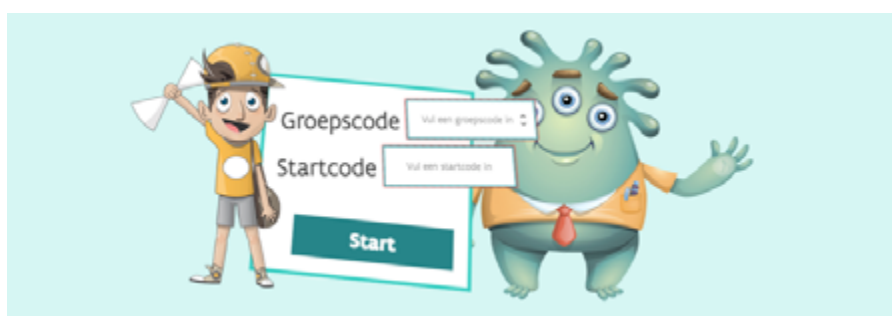 Groepscode
Vul een groepscode in
Startcode
Vul een startcode in
Start